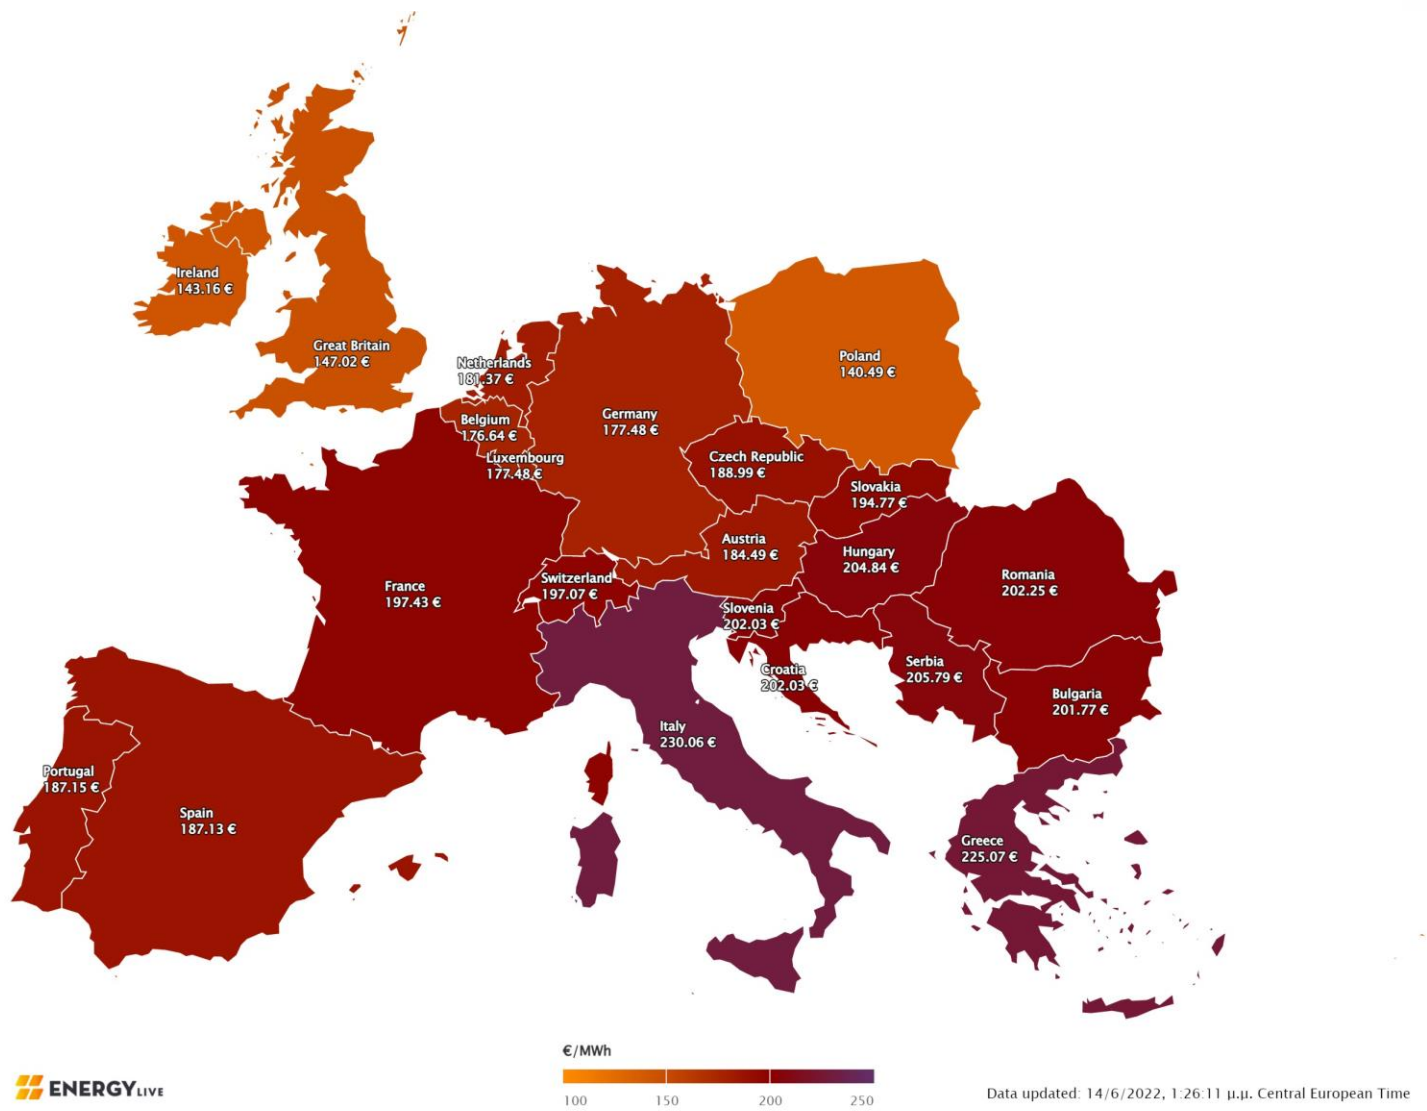 Ireland
143.16 €
Great Britain
147.02 €
Netherlands
181.37 €
Poland
140.49 €
Belgium
176.64 €
Germany
177.48 €
Luxembourg
177.48 €
Czech Republic
188.99 €
Slovakia
194.77 €
Austria
184.49 €
Hungary
204.84 €
France
197.43 €
Switzerland
197.07 €
Romania
202.25 €
Slovenia
202.03 €
Croatia
202.03 €
Serbia
205.79 €
Bulgaria
201.77 €
Italy
230.06 €
Portugal
187.15 €
Spain
187.13 €
Greece
225.07 €
€/MWh
100 150 200 250
ENERGY LIVE
Data updated: 14/6/2022, 1:26:11 μ.μ. Central European Time